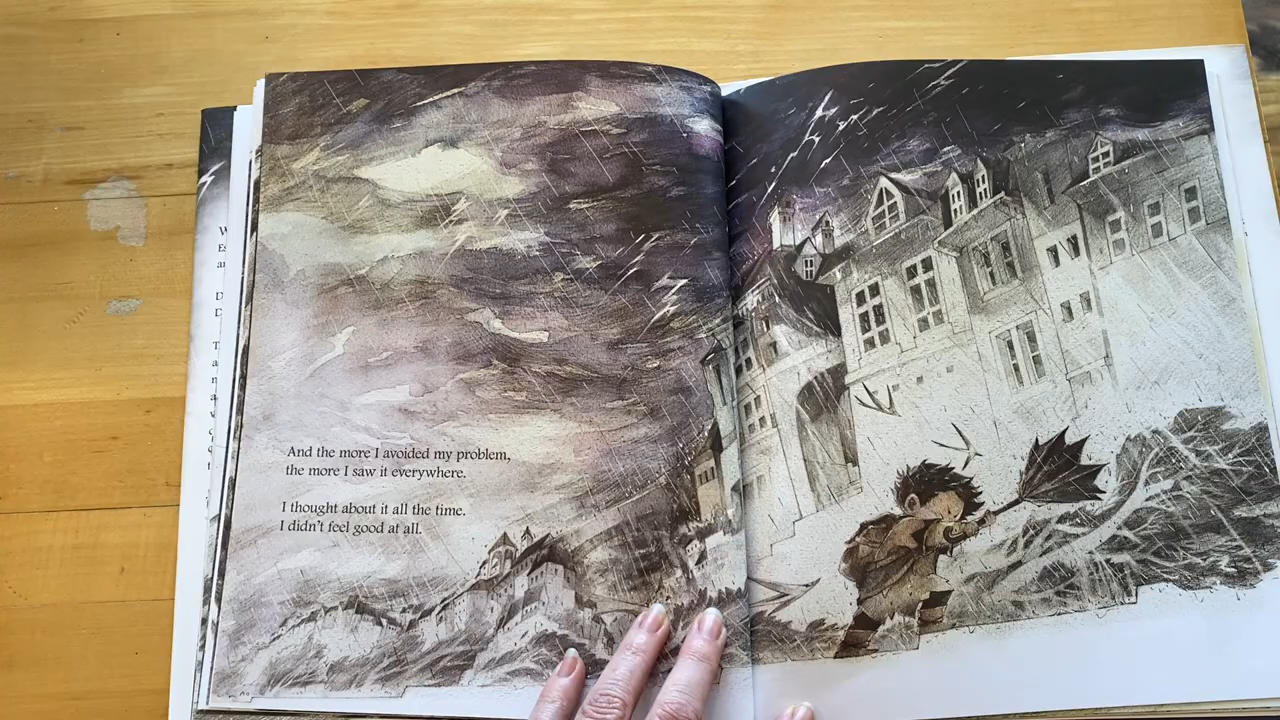 And the more I avoided my problem,
the more I saw it everywhere.
I thought about it all the time.
I didn't feel good at all.